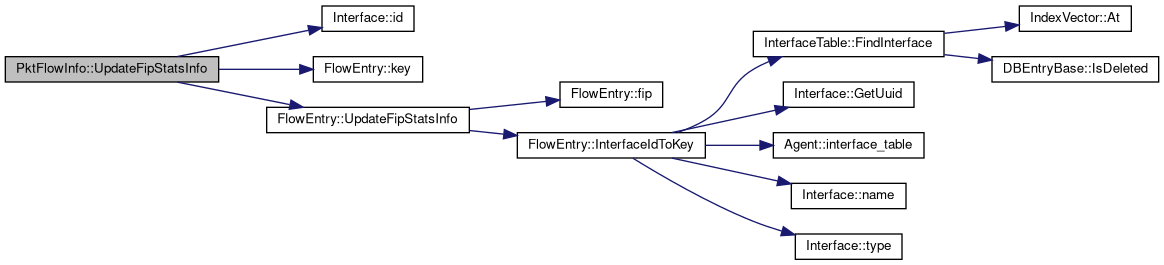 Interface::id
IndexVector::At
InterfaceTable::FindInterface
PktFlowInfo::UpdateFipStatsInfo
FlowEntry::key
DBEntryBase::IsDeleted
FlowEntry::fip
Interface::GetUuid
FlowEntry::UpdateFipStatsInfo
FlowEntry::InterfaceIdToKey
Agent::interface_table
Interface::name
Interface::type